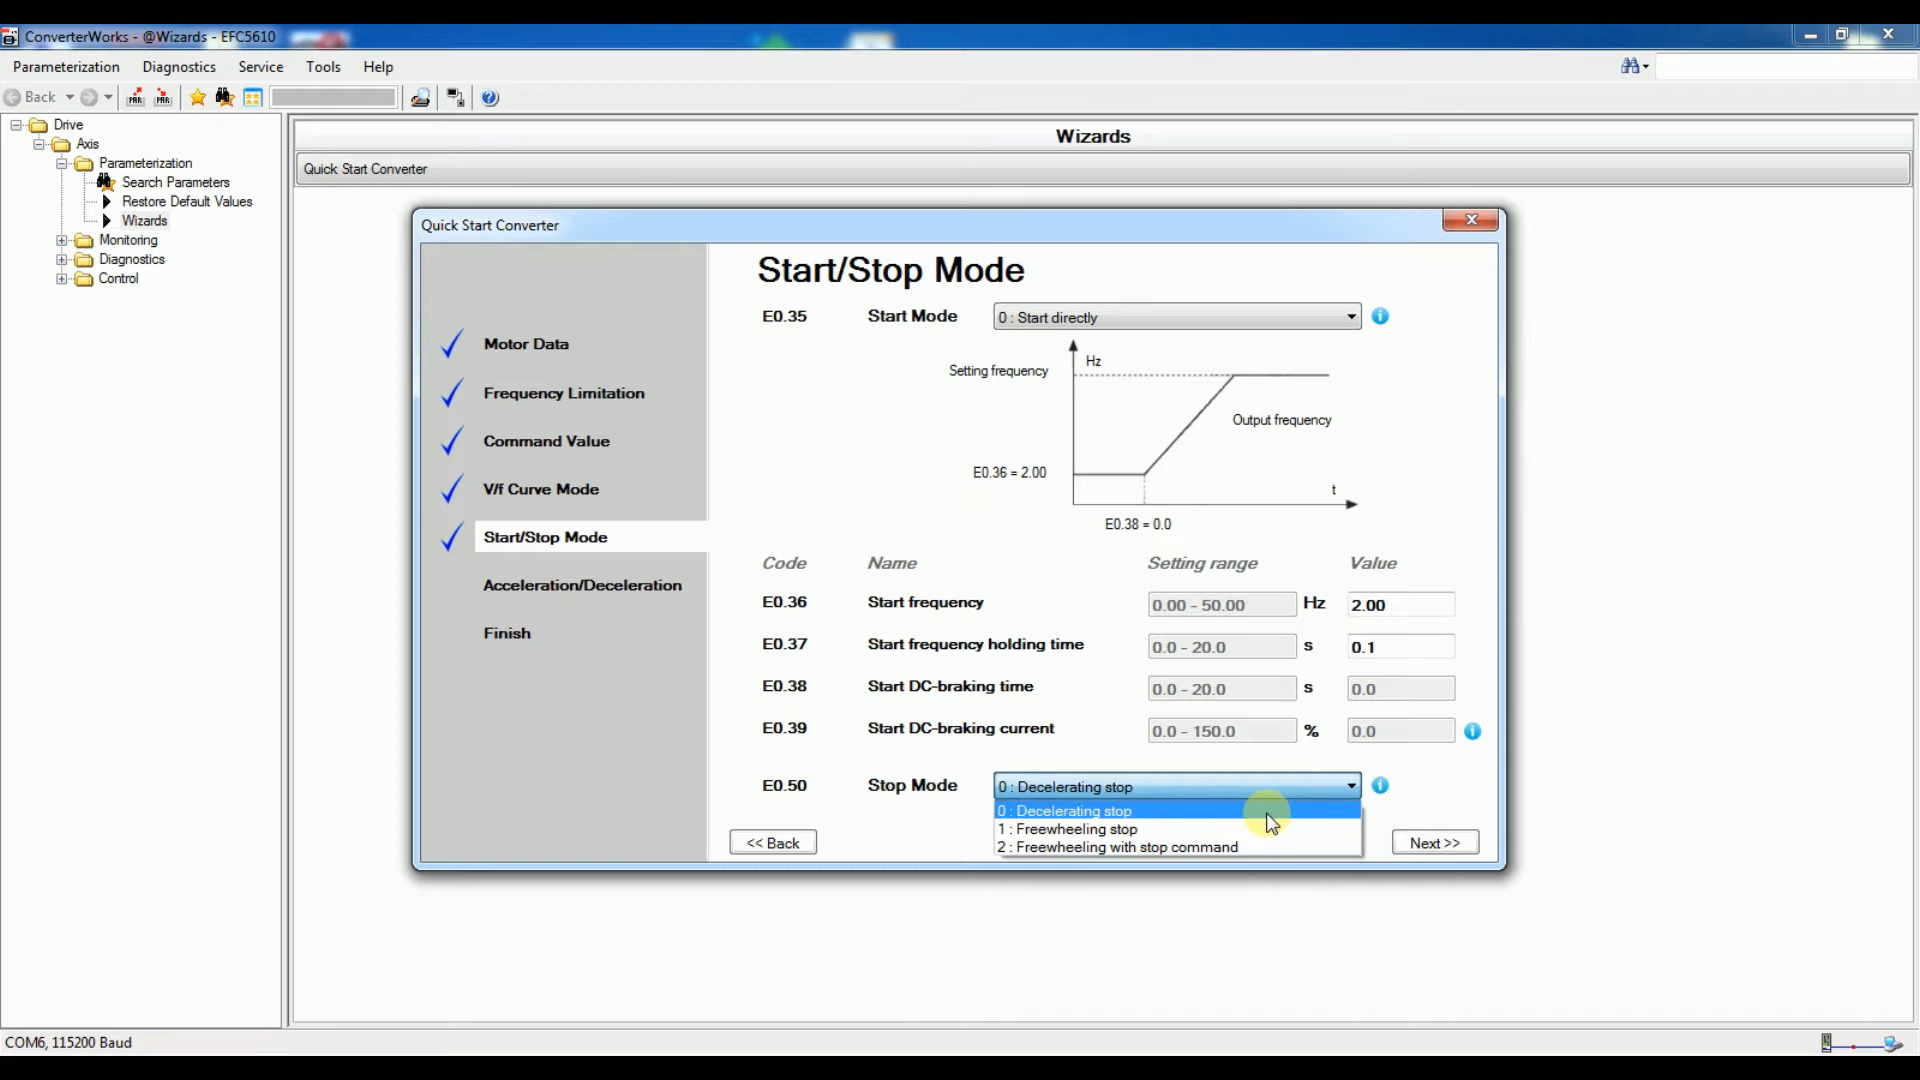 ConverterWorks - @Wizards - EFC5610
Parameterization Diagnostics Service Tools Help
Back
Drive
Axis
Parameterization
Search Parameters
Restore Default Values
Wizards
Monitoring
Diagnostics
Control
Wizards
Quick Start Converter
Quick Start Converter
Motor Data
Frequency Limitation
Command Value
V/f Curve Mode
Start/Stop Mode
Acceleration/Deceleration
Finish
Start/Stop Mode
E0.35 Start Mode 0 : Start directly
Hz
Setting frequency
Output frequency
E0.36 = 2.00
t
E0.38 = 0.0
Code Name Setting range Value
E0.36 Start frequency 0.00 - 50.00 Hz 2.00
E0.37 Start frequency holding time 0.0 - 20.0 s 0.1
E0.38 Start DC-braking time 0.0 - 20.0 s 0.0
E0.39 Start DC-braking current 0.0 - 150.0 % 0.0
E0.50 Stop Mode 0 : Decelerating stop
0 : Decelerating stop
1 : Freewheeling stop
2 : Freewheeling with stop command
<< Back Next >>
COM6, 115200 Baud